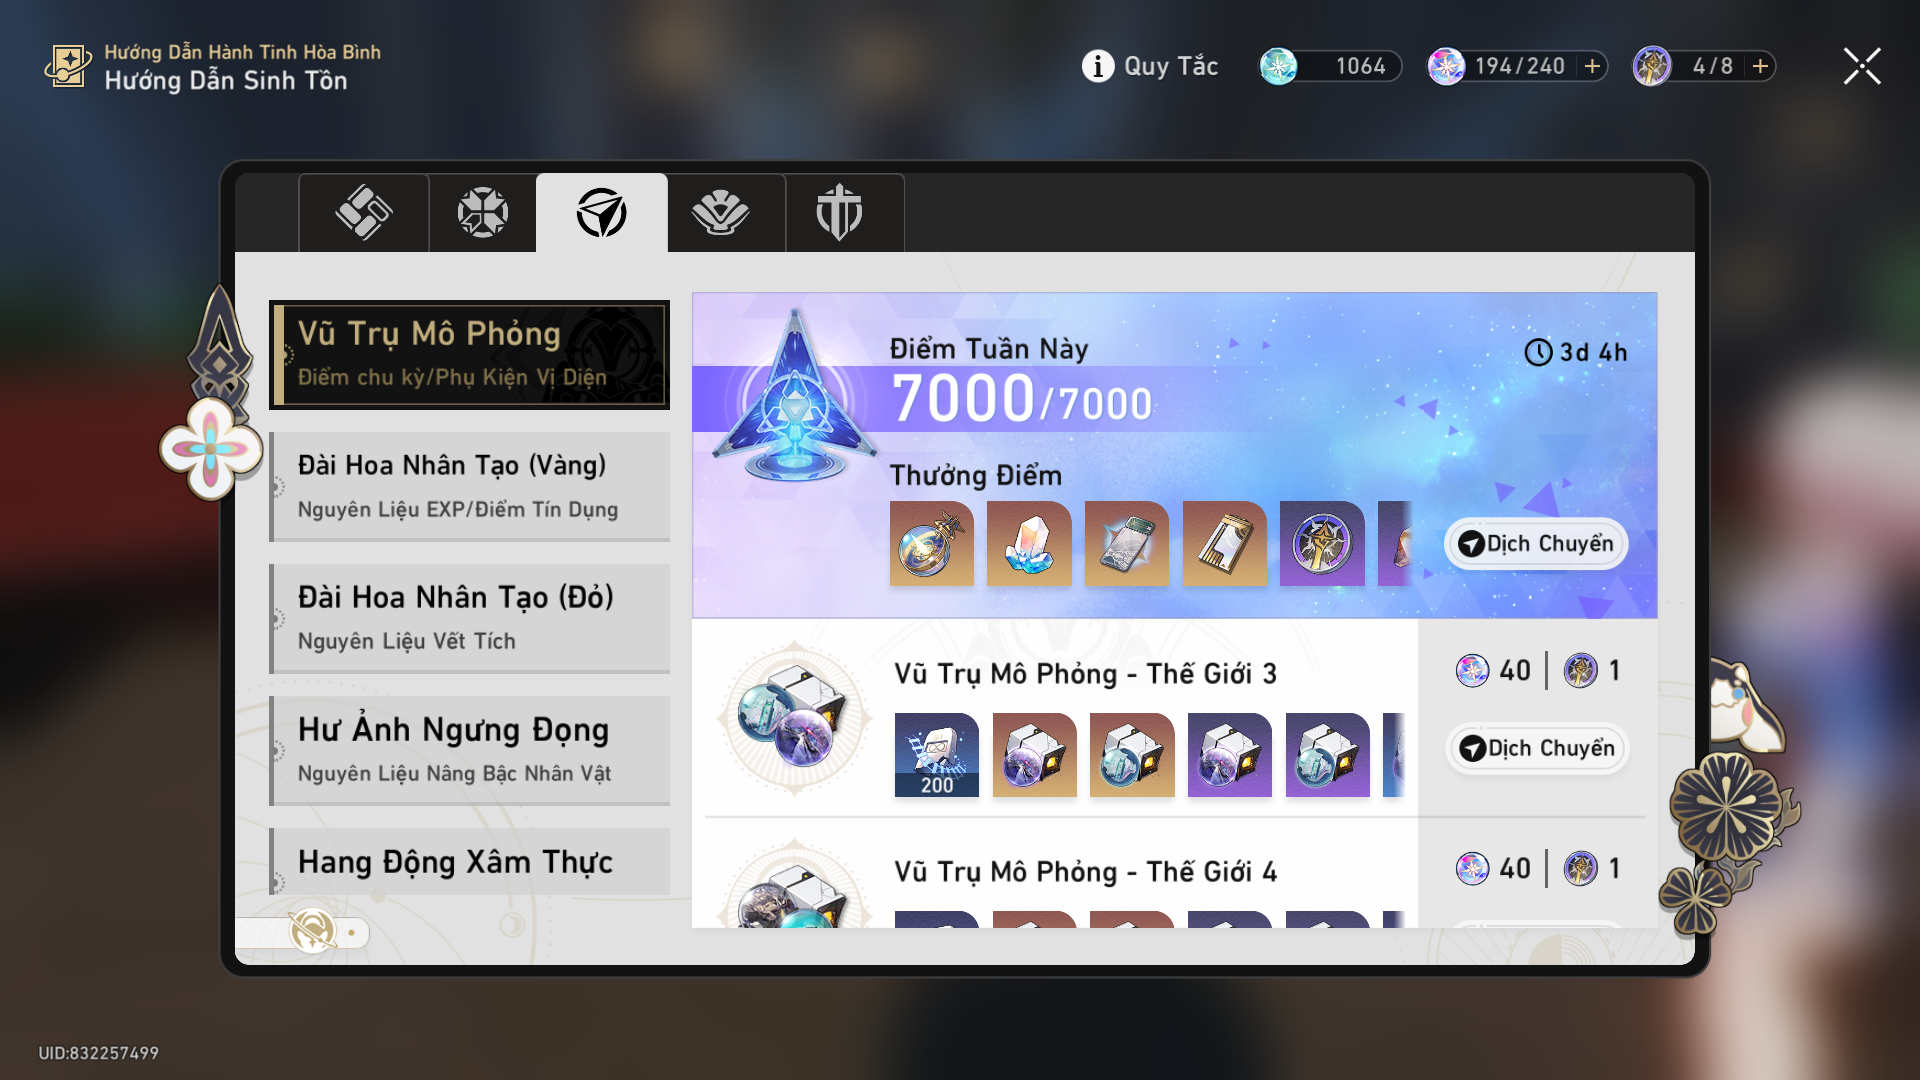 Hướng Dẫn Hành Tinh Hòa Bình
Hướng Dẫn Sinh Tồn
Quy Tắc
1064
194/240
4/8
Vũ Trụ Mô Phỏng
Điểm chu kỳ/Phụ Kiện Vị Diện
Đài Hoa Nhân Tạo (Vàng)
Nguyên Liệu EXP/Điểm Tín Dụng
Đài Hoa Nhân Tạo (Đỏ)
Nguyên Liệu Vết Tích
Hư Ảnh Ngưng Đọng
Nguyên Liệu Nâng Bậc Nhân Vật
Hang Động Xâm Thực
Điểm Tuần Này
3d 4h
7000/7000
Thưởng Điểm
Dịch Chuyển
Vũ Trụ Mô Phỏng - Thế Giới 3
40 1
200
Dịch Chuyển
Vũ Trụ Mô Phỏng - Thế Giới 4
40 1
UID:832257499